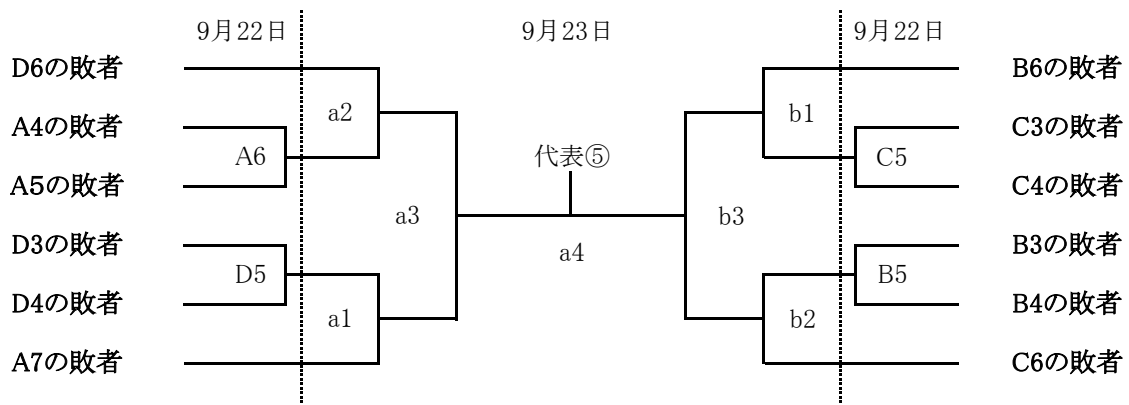 9月22日 9月23日 9月22日
D6の敗者 B6の敗者
a2 b1
A4の敗者 C3の敗者
A6 代表⑤ C5
A5の敗者 C4の敗者
a3 b3
D3の敗者 B3の敗者
a4
D5 B5
D4の敗者 B4の敗者
a1 b2
A7の敗者 C6の敗者